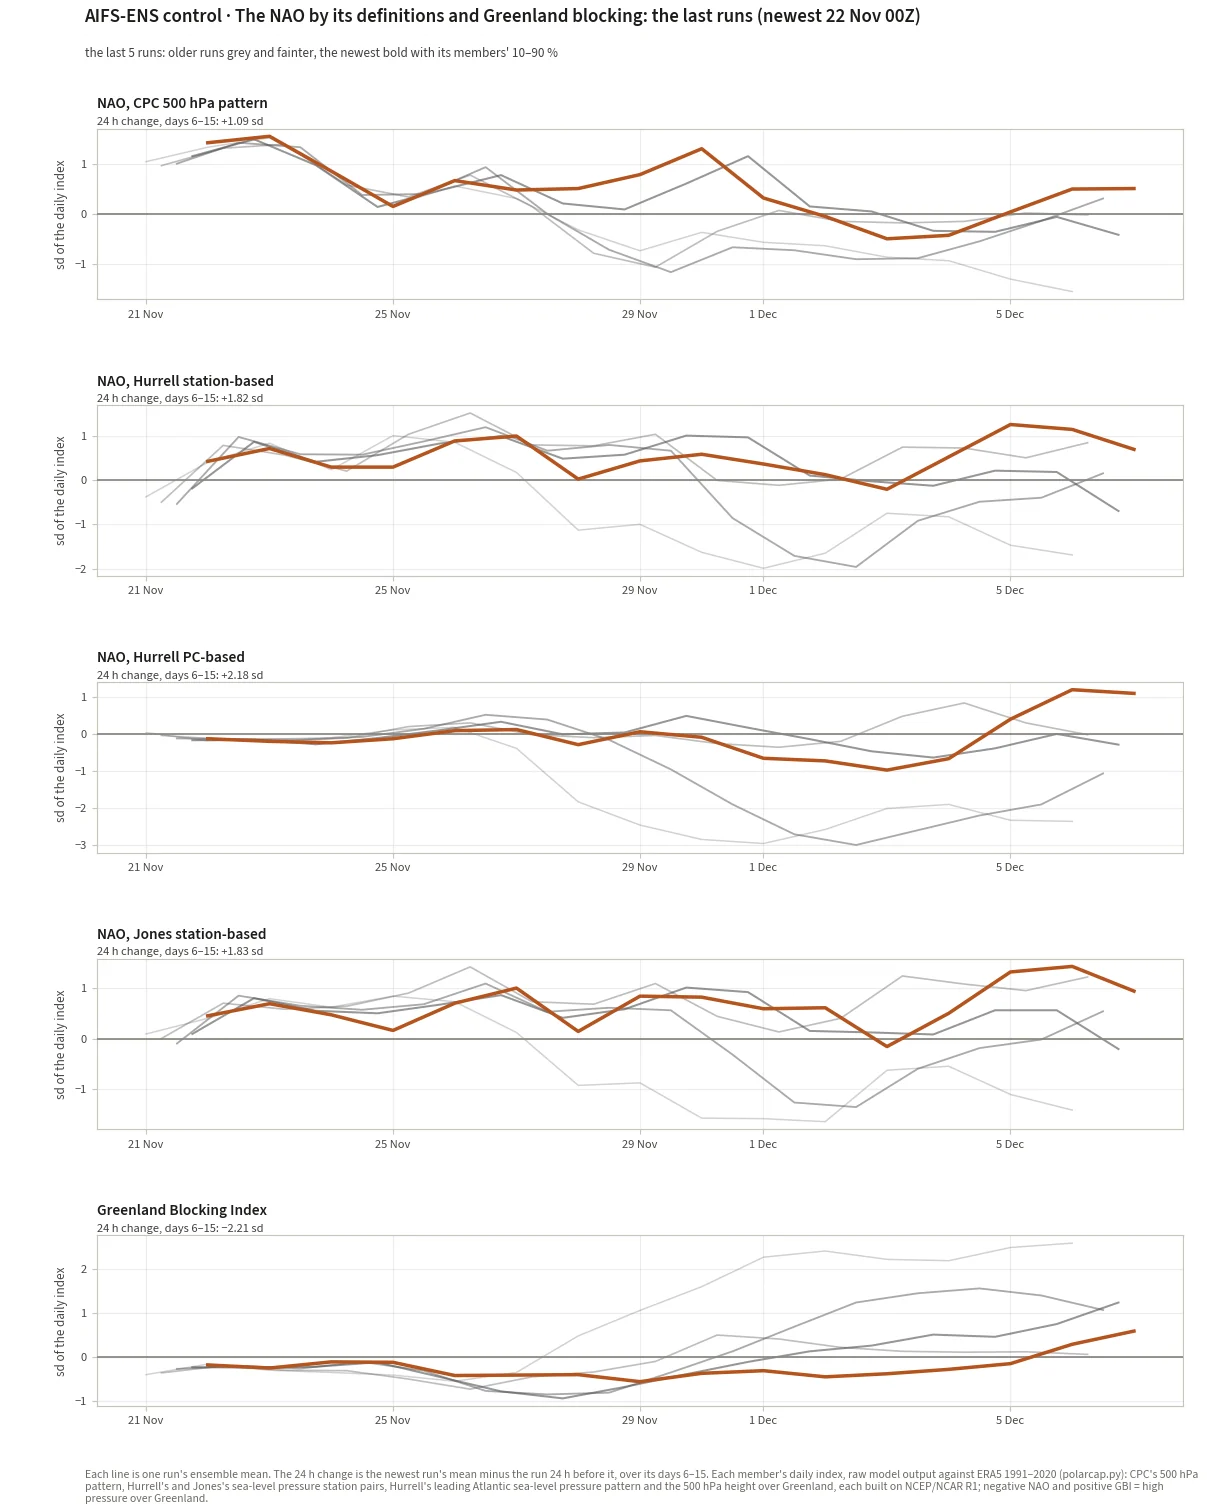 AIFS-ENS control · The NAO by its definitions and Greenland blocking: the last runs (newest 22 Nov 00Z)
the last 5 runs: older runs grey and fainter, the newest bold with its members' 10–90 %
NAO, CPC 500 hPa pattern
24 h change, days 6–15: +1.09 sd
sd of the daily index
1
0
−1
21 Nov
25 Nov
29 Nov
1 Dec
5 Dec
NAO, Hurrell station-based
24 h change, days 6–15: +1.82 sd
sd of the daily index
1
0
−1
−2
21 Nov
25 Nov
29 Nov
1 Dec
5 Dec
NAO, Hurrell PC-based
24 h change, days 6–15: +2.18 sd
sd of the daily index
1
0
−1
−2
−3
21 Nov
25 Nov
29 Nov
1 Dec
5 Dec
NAO, Jones station-based
24 h change, days 6–15: +1.83 sd
sd of the daily index
1
0
−1
21 Nov
25 Nov
29 Nov
1 Dec
5 Dec
Greenland Blocking Index
24 h change, days 6–15: −2.21 sd
sd of the daily index
2
1
0
−1
21 Nov
25 Nov
29 Nov
1 Dec
5 Dec
Each line is one run's ensemble mean. The 24 h change is the newest run's mean minus the run 24 h before it, over its days 6–15. Each member's daily index, raw model output against ERA5 1991–2020 (polarcap.py): CPC's 500 hPa
pattern, Hurrell's and Jones's sea-level pressure station pairs, Hurrell's leading Atlantic sea-level pressure pattern and the 500 hPa height over Greenland, each built on NCEP/NCAR R1; negative NAO and positive GBI = high
pressure over Greenland.